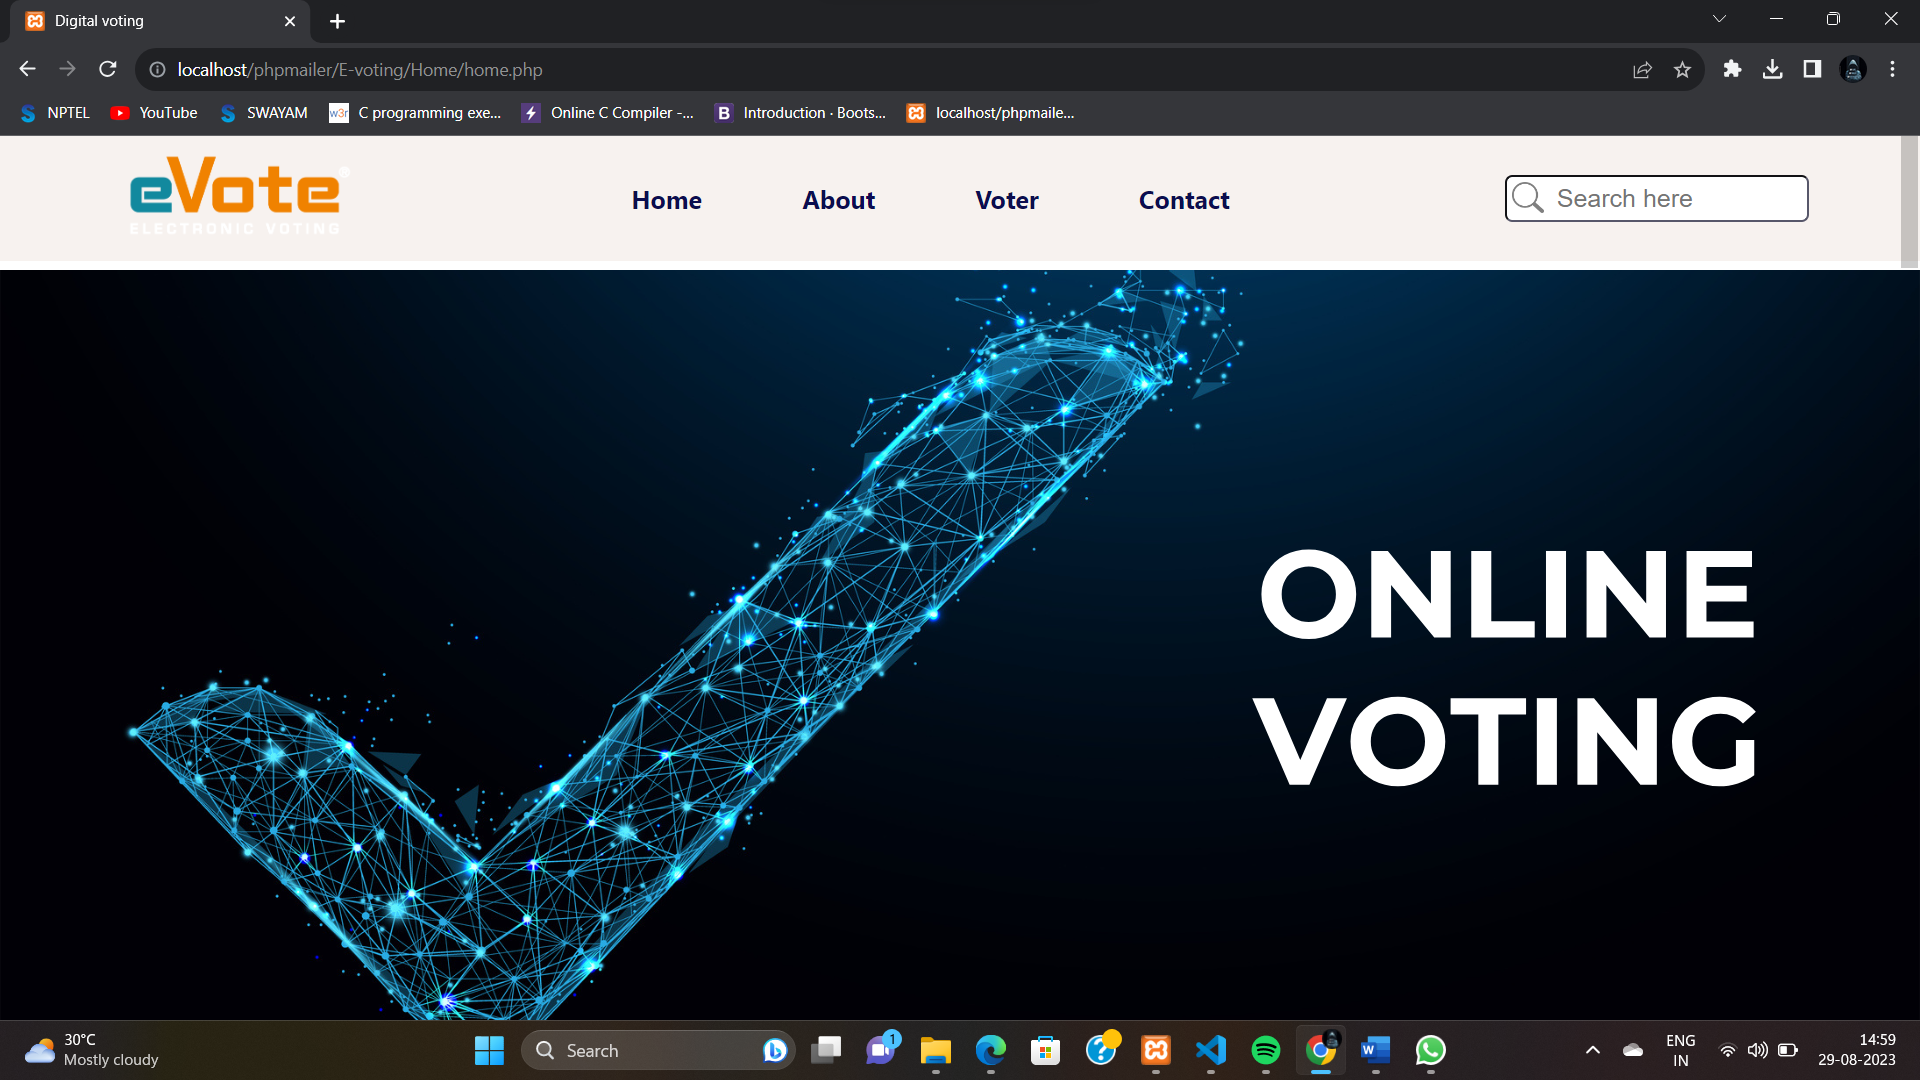 Digital voting
localhost/phpmailer/E-voting/Home/home.php
NPTEL YouTube SWAYAM w3r C programming exe... Online C Compiler -... B Introduction · Boots... localhost/phpmaile...
eVote ®
ELECTRONIC VOTING
Home About Voter Contact
Search here
ONLINE
VOTING
30°C
Mostly cloudy
Search
1
ENG
IN
14:59
29-08-2023